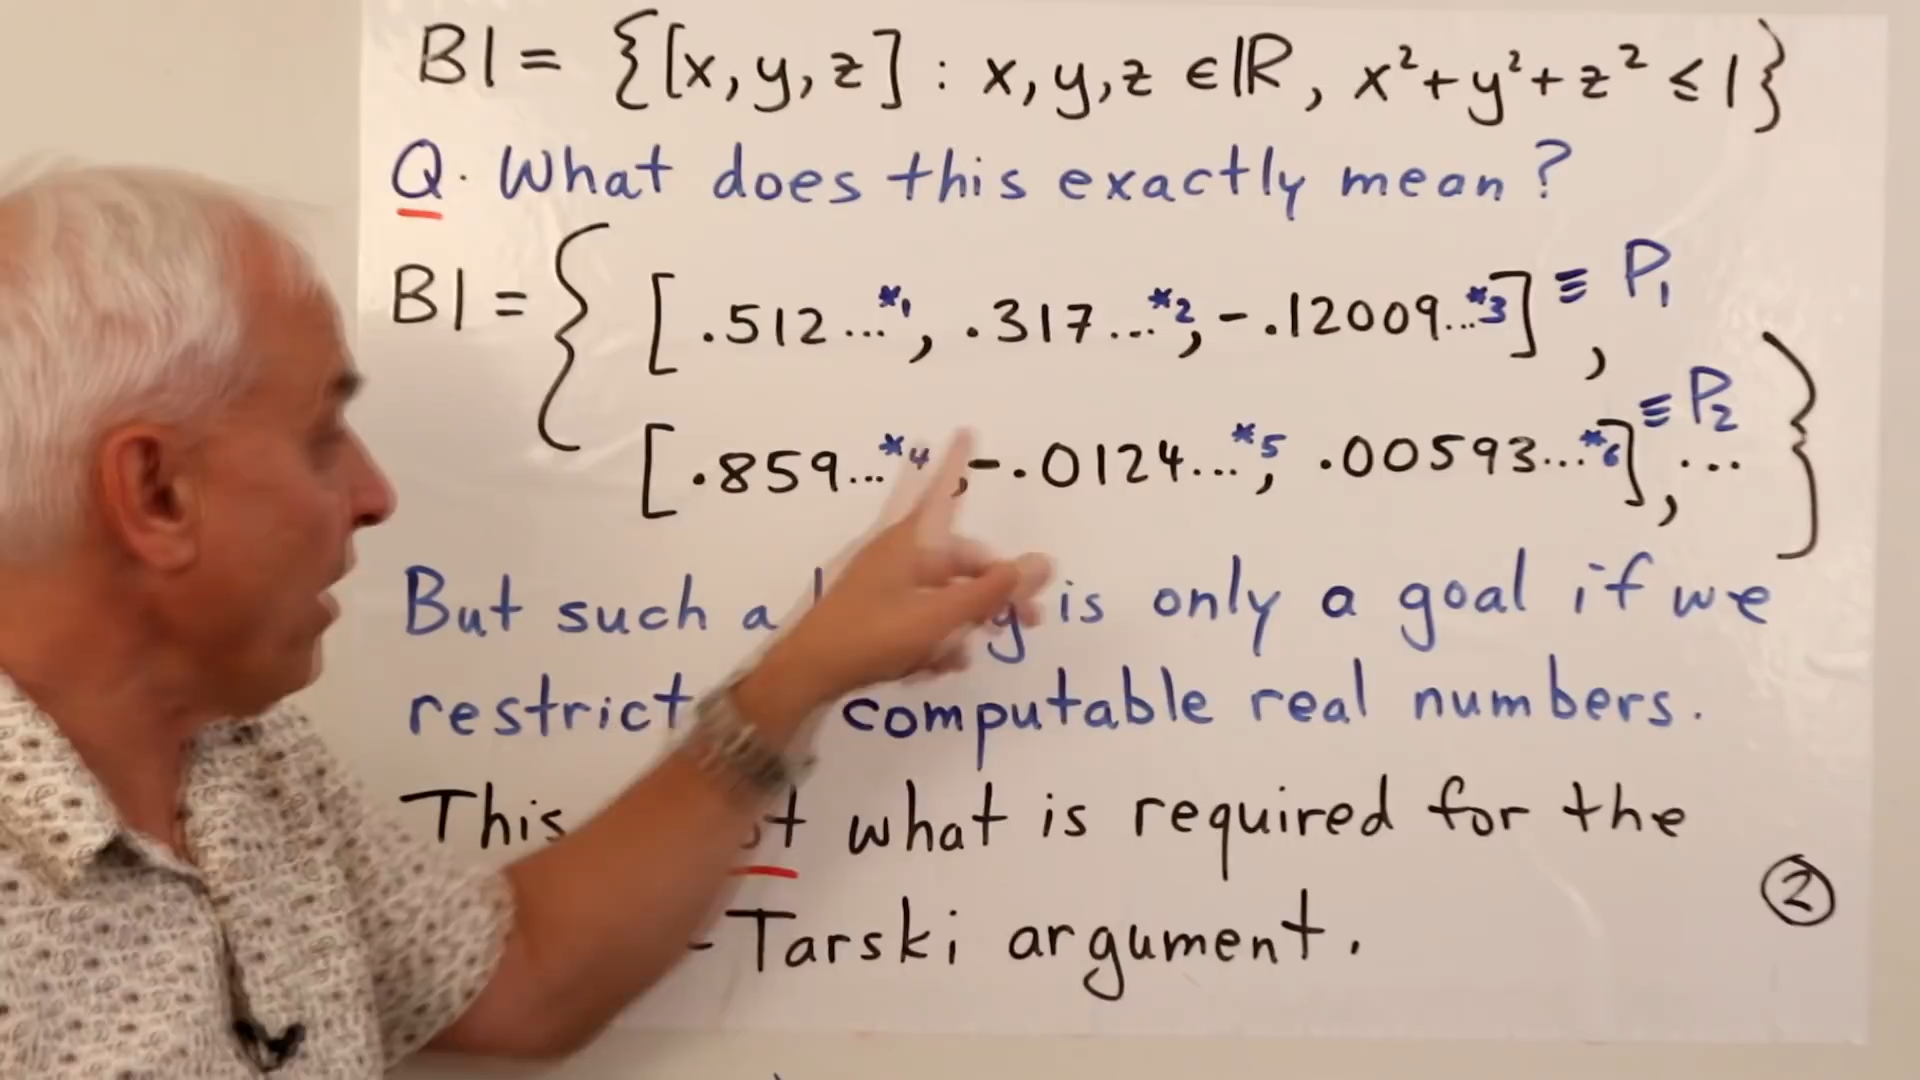 B1 = {[x, y, z] : x, y, z ∈ ℝ, x² + y² + z² ≤ 1}
Q. What does this exactly mean?
B1 = { [.512...*1, .317...*2, -.12009...*3] ≡ P1,
[.859...*4, -.0124...*5, .00593...*6] ≡ P2, ... }
But such a is only a goal if we
restrict computable real numbers.
This what is required for the
-Tarski argument.
2